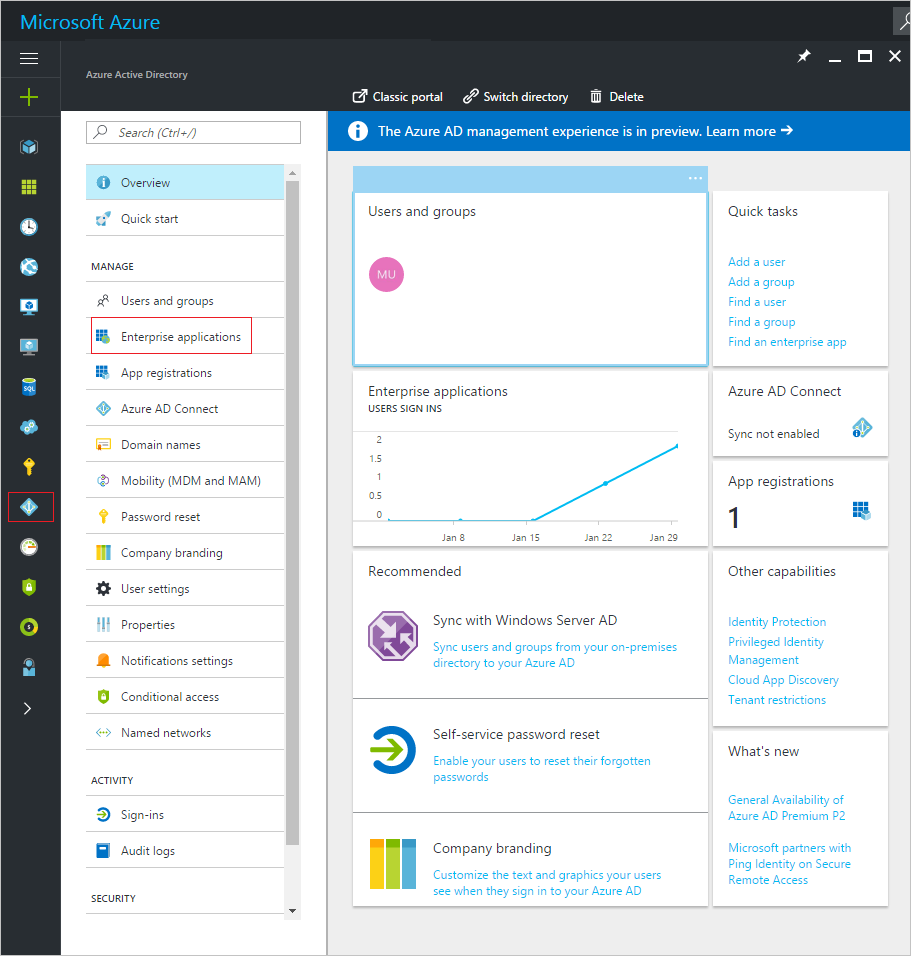 Microsoft Azure
Azure Active Directory
Classic portal
Switch directory
Delete
Search (Ctrl+/)
The Azure AD management experience is in preview. Learn more →
Overview
Quick start
MANAGE
Users and groups
Enterprise applications
App registrations
Azure AD Connect
Domain names
Mobility (MDM and MAM)
Password reset
Company branding
User settings
Properties
Notifications settings
Conditional access
Named networks
ACTIVITY
Sign-ins
Audit logs
SECURITY
SQL
...
Users and groups
MU
Enterprise applications
USERS SIGN INS
2
1.5
1
0.5
0
Jan 8
Jan 15
Jan 22
Jan 29
Recommended
Sync with Windows Server AD
Sync users and groups from your on-premises
directory to your Azure AD
Self-service password reset
Enable your users to reset their forgotten
passwords
Company branding
Customize the text and graphics your users
see when they sign in to your Azure AD
Quick tasks
Add a user
Add a group
Find a user
Find a group
Find an enterprise app
Azure AD Connect
Sync not enabled
App registrations
1
Other capabilities
Identity Protection
Privileged Identity
Management
Cloud App Discovery
Tenant restrictions
What's new
General Availability of
Azure AD Premium P2
Microsoft partners with
Ping Identity on Secure
Remote Access